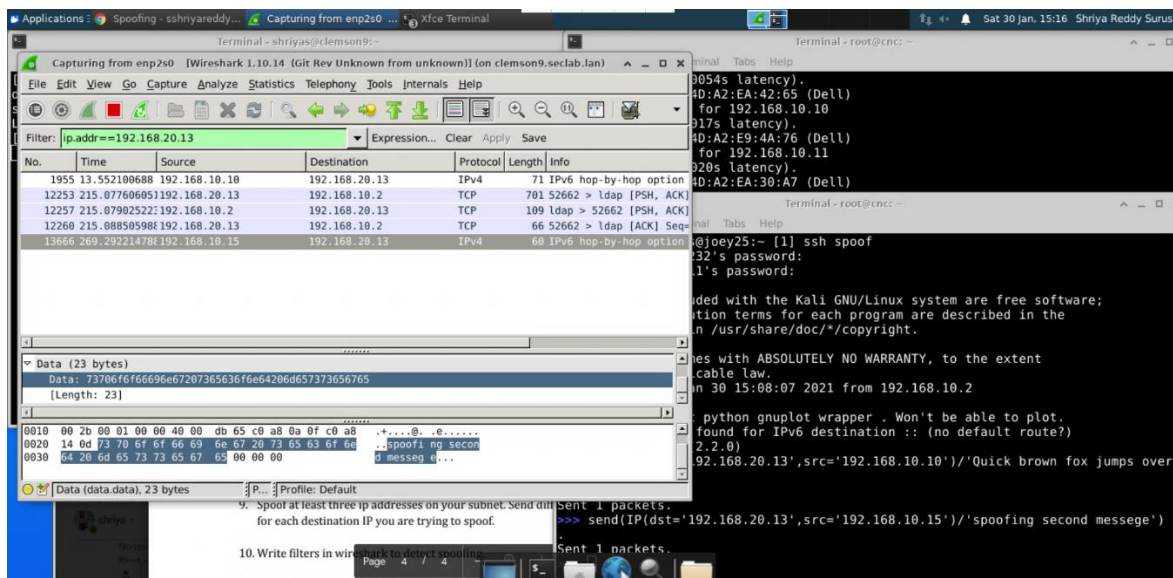 Applications Spoofing - sshriyareddy... Capturing from enp2s0 ... Xfce Terminal Sat 30 Jan, 15:16 Shriya Reddy Surus
Terminal - shriyas@clemson9:~
Terminal - root@cnc: ~
Capturing from enp2s0 [Wireshark 1.10.14 (Git Rev Unknown from unknown)] (on clemson9.seclab.lan)
File Edit View Go Capture Analyze Statistics Telephony Tools Internals Help
Filter: ip.addr==192.168.20.13 Expression... Clear Apply Save
No. Time Source Destination Protocol Length Info
1955 13.552100688 192.168.10.10 192.168.20.13 IPv4 71 IPv6 hop-by-hop option
12253 215.077606051 192.168.20.13 192.168.10.2 TCP 701 52662 > ldap [PSH, ACK]
12257 215.079025223 192.168.10.2 192.168.20.13 TCP 109 ldap > 52662 [PSH, ACK]
12260 215.088505986 192.168.20.13 192.168.10.2 TCP 66 52662 > ldap [ACK] Seq=
13666 269.292214788 192.168.10.15 192.168.20.13 IPv4 60 IPv6 hop-by-hop option
Data (23 bytes)
Data: 73706f6f66696e67207365636f6e64206d657373656765
[Length: 23]
0010 00 2b 00 01 00 00 40 00 db 65 c0 a8 0a 0f c0 a8 .+....@. .e......
0020 14 0d 73 70 6f 6f 66 69 6e 67 20 73 65 63 6f 6e ..spoofi ng secon
0030 64 20 6d 65 73 73 65 67 65 00 00 00 d messeg e...
Data (data.data), 23 bytes P... Profile: Default
minal Tabs Help
0054s latency).
4D:A2:EA:42:65 (Dell)
for 192.168.10.10
017s latency).
4D:A2:E9:4A:76 (Dell)
for 192.168.10.11
020s latency).
4D:A2:EA:30:A7 (Dell)
Terminal - root@cnc: ~
nal Tabs Help
s@joey25:~ [1] ssh spoof
232's password:
.1's password:
uded with the Kali GNU/Linux system are free software;
ution terms for each program are described in the
n /usr/share/doc/*/copyright.
mes with ABSOLUTELY NO WARRANTY, to the extent
icable law.
an 30 15:08:07 2021 from 192.168.10.2
python gnuplot wrapper . Won't be able to plot.
found for IPv6 destination :: (no default route?)
2.2.0)
.92.168.20.13',src='192.168.10.10')/'Quick brown fox jumps over
Sent 1 packets.
>>> send(IP(dst='192.168.20.13',src='192.168.10.15')/'spoofing second messege')
.
Sent 1 packets.
shriya
9. Spoof at least three ip addresses on your subnet. Send diff
for each destination IP you are trying to spoof.
10. Write filters in wireshark to detect spoofing.
Page 4 / 4